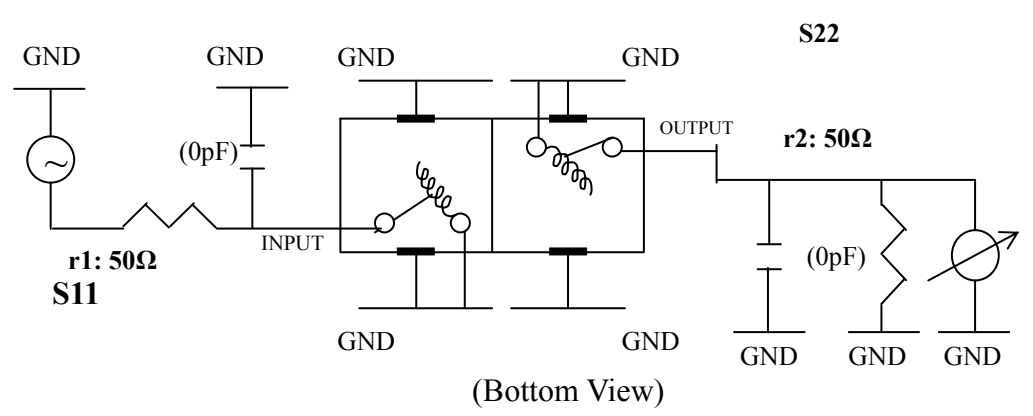 S22
GND
GND
GND
GND
(0pF)
OUTPUT
r2: 50Ω
INPUT
r1: 50Ω
S11
(0pF)
GND
GND
GND
GND
GND
(Bottom View)